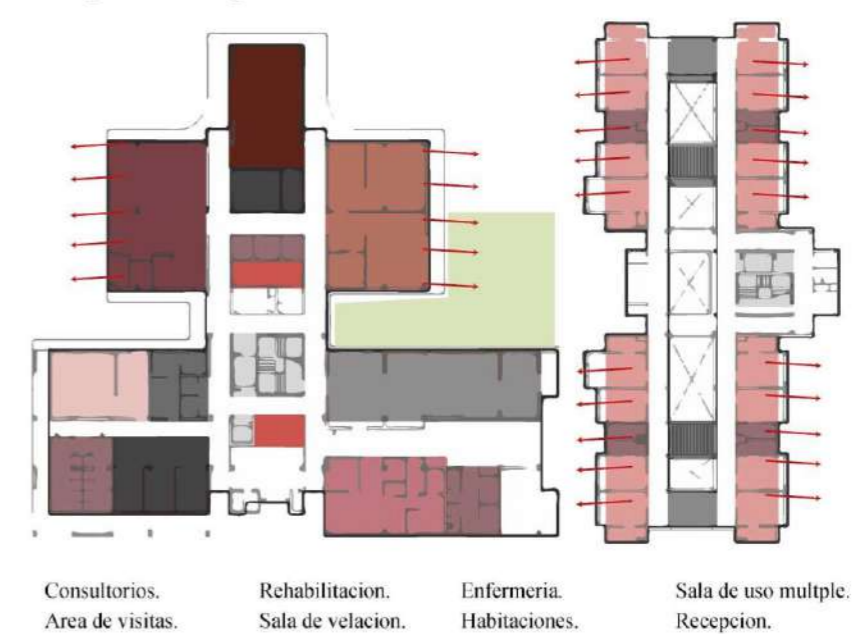 Consultorios. Rehabilitacion. Enfermeria. Sala de uso multple.
Area de visitas. Sala de velacion. Habitaciones. Recepcion.